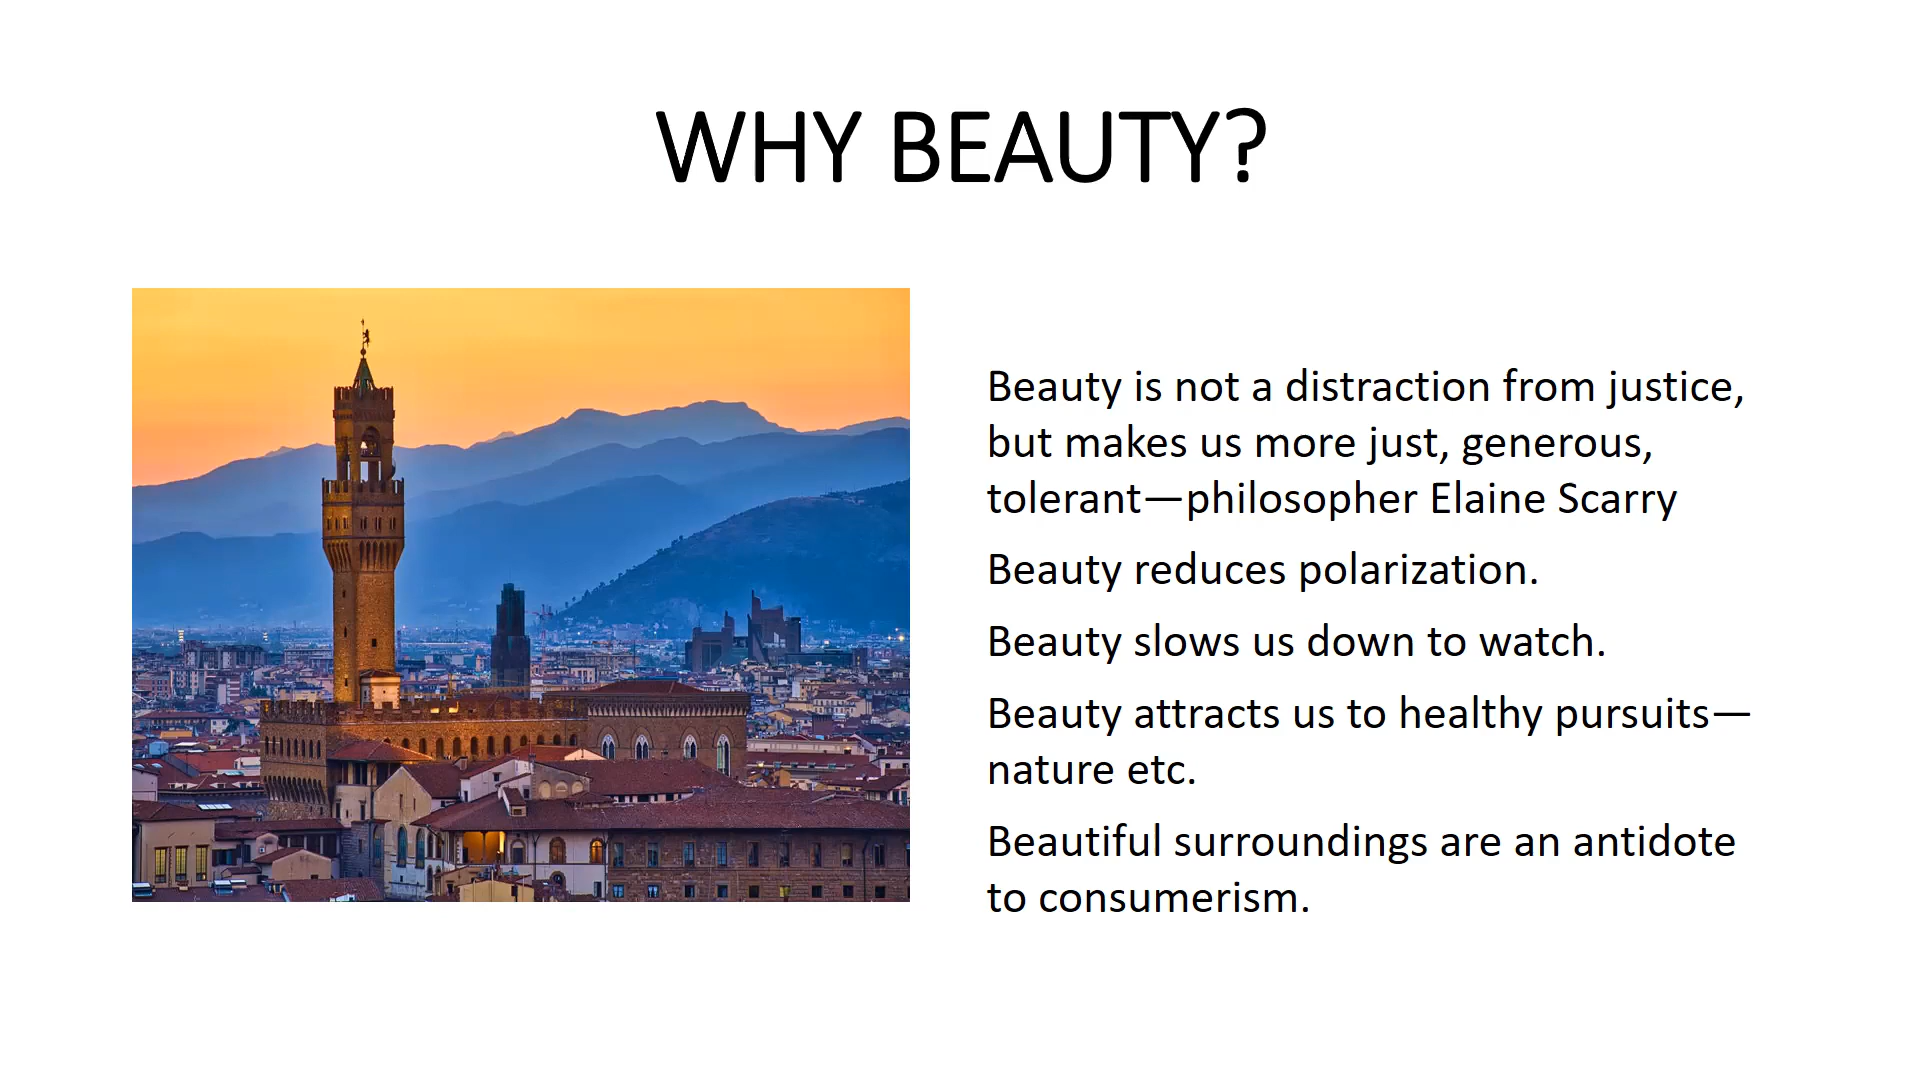 WHY BEAUTY?
Beauty is not a distraction from justice,
but makes us more just, generous,
tolerant—philosopher Elaine Scarry
Beauty reduces polarization.
Beauty slows us down to watch.
Beauty attracts us to healthy pursuits—
nature etc.
Beautiful surroundings are an antidote
to consumerism.